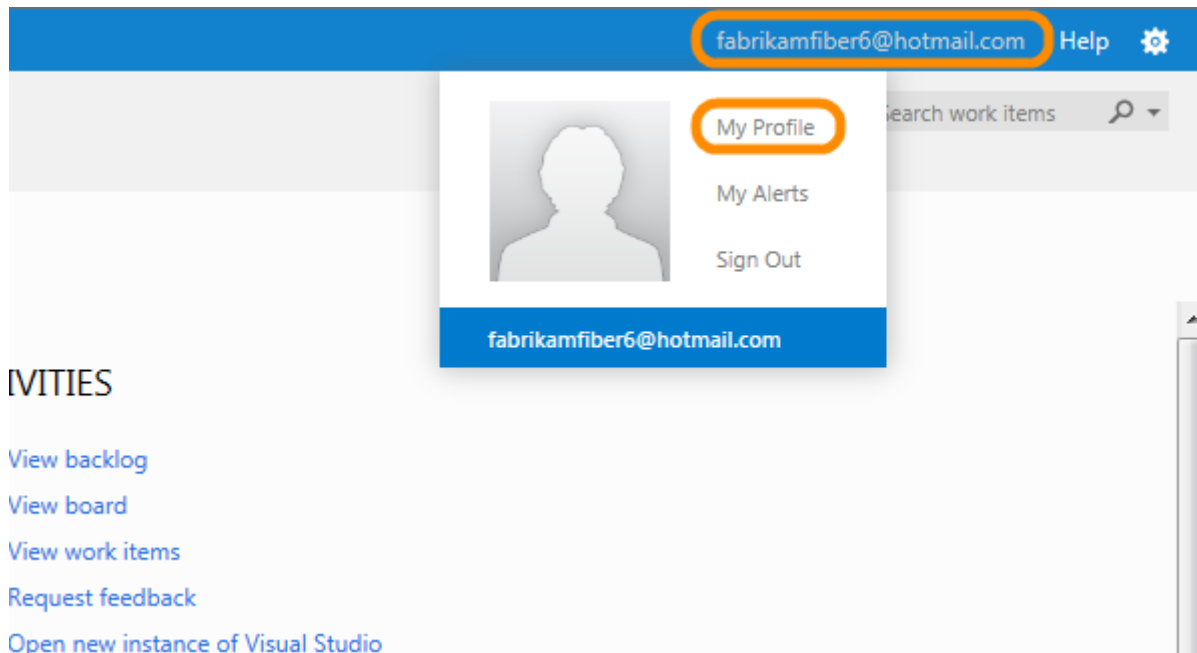 fabrikamfiber6@hotmail.com Help
My Profile
earch work items
My Alerts
Sign Out
fabrikamfiber6@hotmail.com
IVITIES
View backlog
View board
View work items
Request feedback
Open new instance of Visual Studio